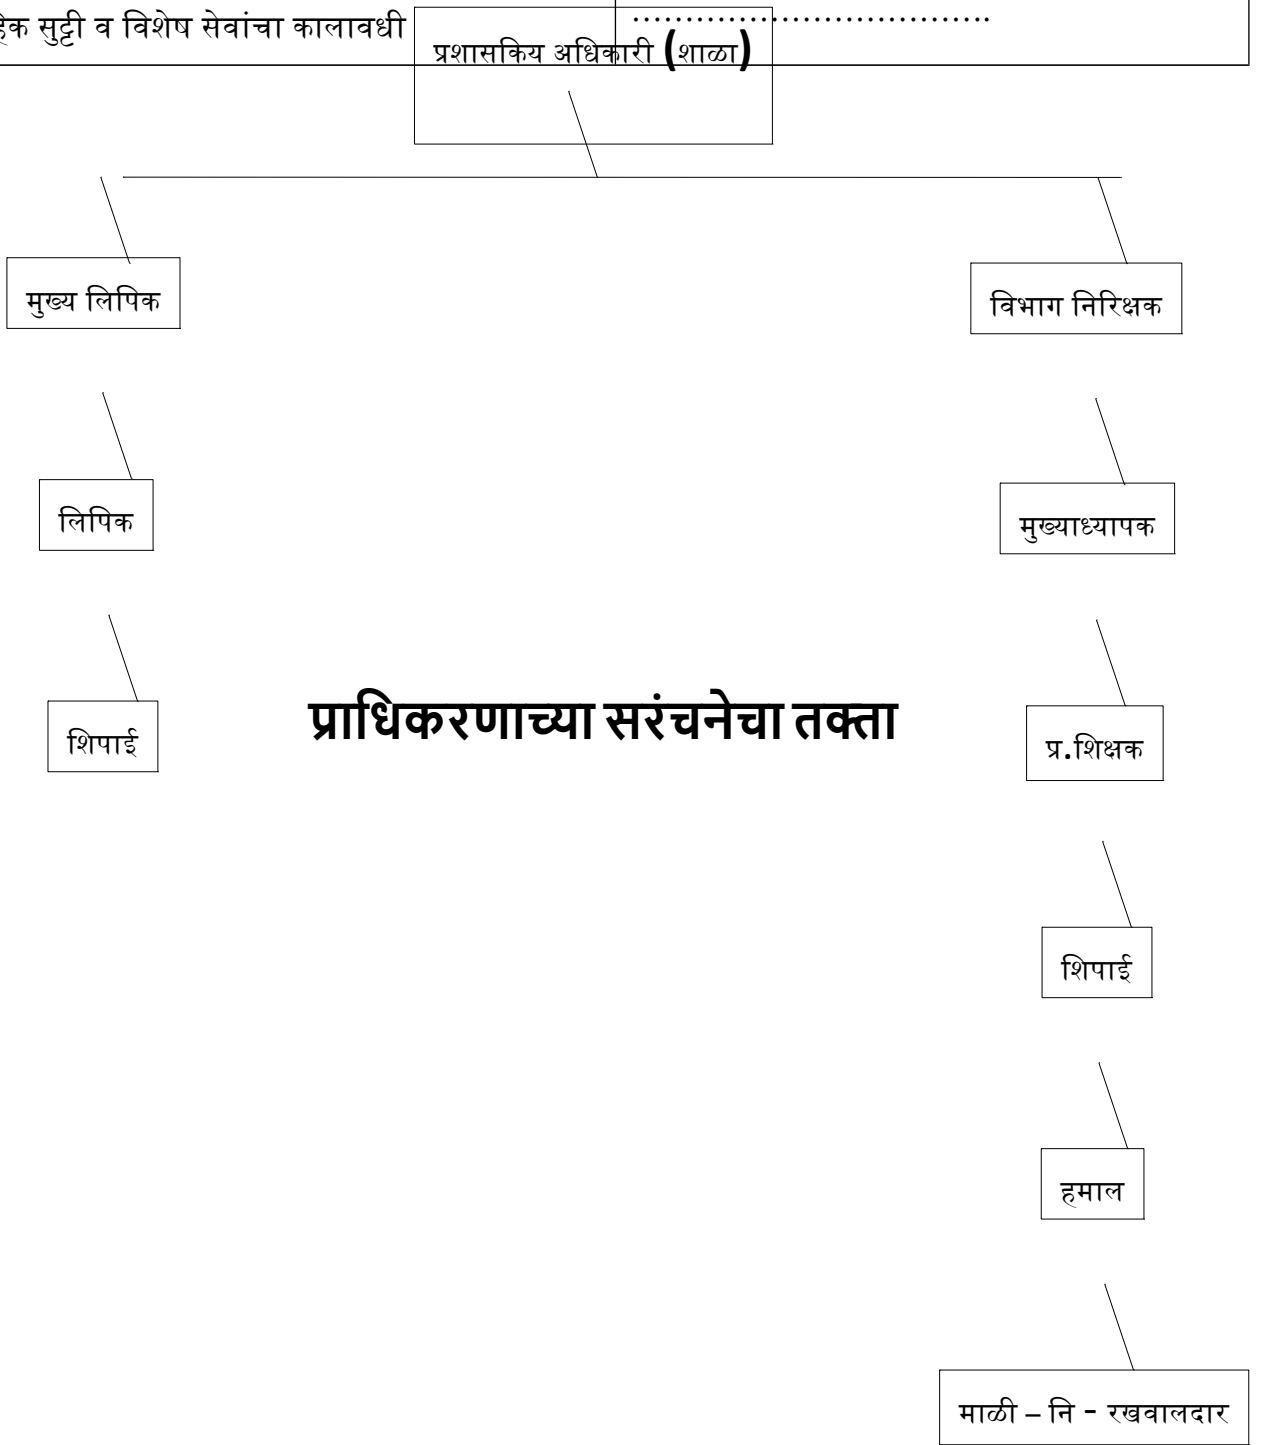 सुट्टी व विशेष सेवांचा कालावधी
..................................
प्रशासकिय अधिकारी (शाळा)
मुख्य लिपिक
विभाग निरिक्षक
लिपिक
मुख्याध्यापक
प्राधिकरणाच्या सरंचनेचा तक्ता
शिपाई
प्र.शिक्षक
शिपाई
हमाल
माळी – नि - रखवालदार